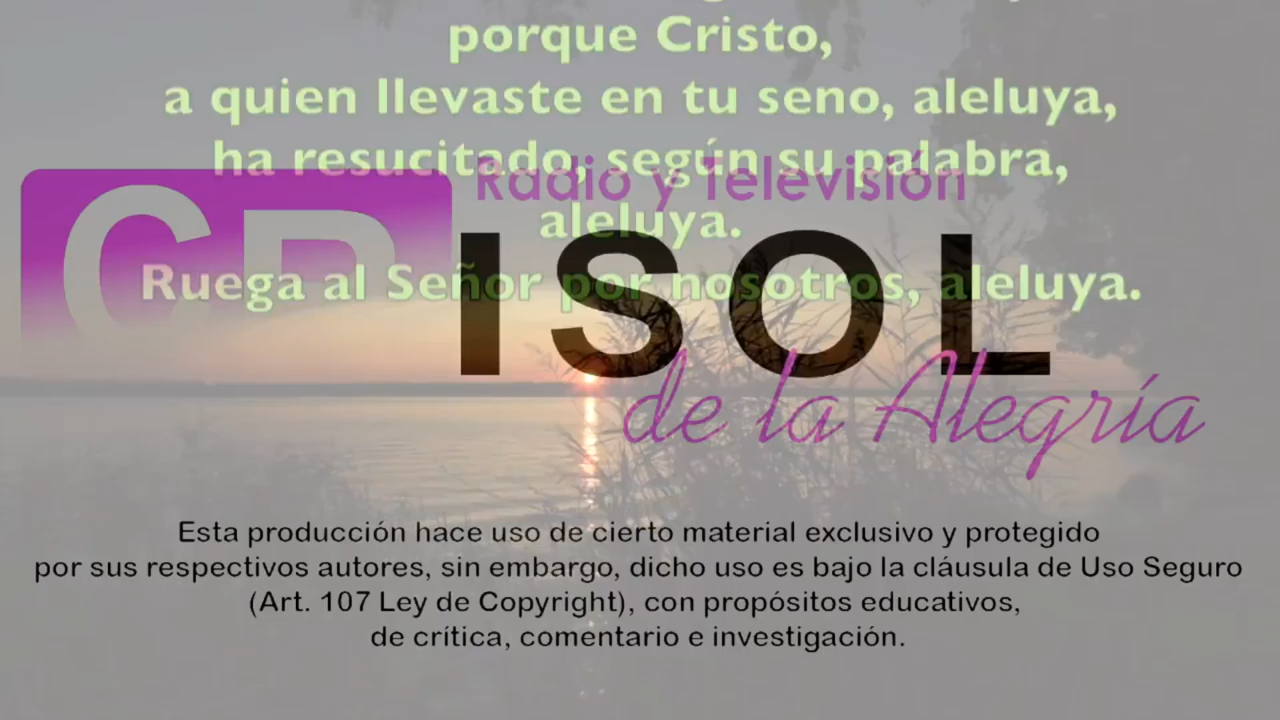 porque Cristo,
a quien llevaste en tu seno, aleluya,
ha resucitado, según su palabra,
aleluya.
Ruega al Señor por nosotros, aleluya.
Radio y Televisión
CRISOL
de la Alegría
Esta producción hace uso de cierto material exclusivo y protegido
por sus respectivos autores, sin embargo, dicho uso es bajo la cláusula de Uso Seguro
(Art. 107 Ley de Copyright), con propósitos educativos,
de crítica, comentario e investigación.